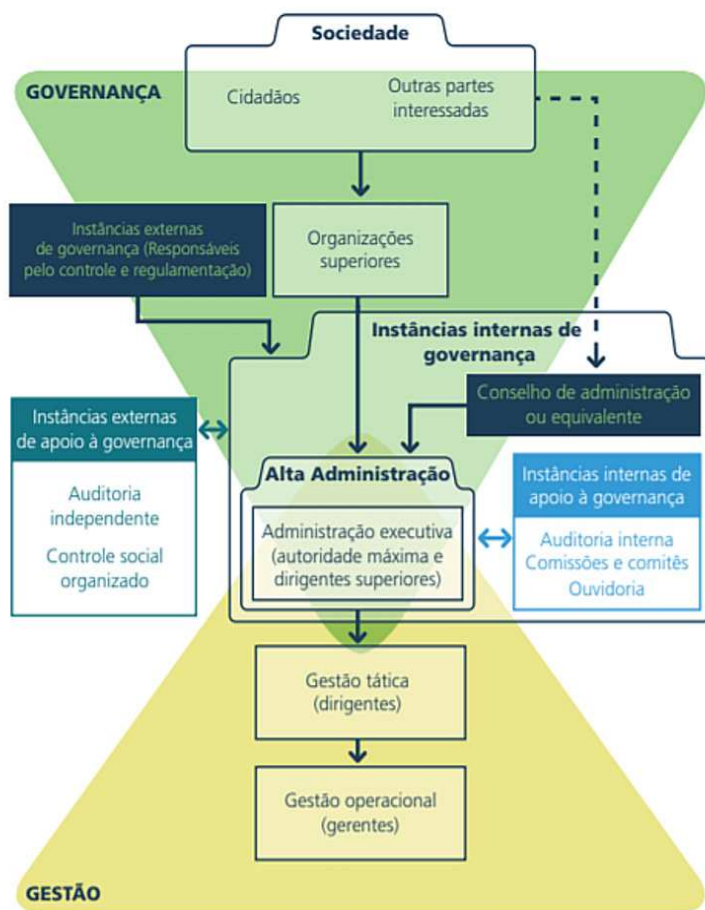 Sociedade
GOVERNANÇA
Cidadãos
Outras partes
interessadas
Instâncias externas
de governança (Responsáveis
pelo controle e regulamentação)
Organizações
superiores
Instâncias internas de
governança
Conselho de administração
ou equivalente
Instâncias externas
de apoio à governança
Auditoria
independente
Controle social
organizado
Alta Administração
Administração executiva
(autoridade máxima e
dirigentes superiores)
Instâncias internas de
apoio à governança
Auditoria interna
Comissões e comitês
Ouvidoria
Gestão tática
(dirigentes)
Gestão operacional
(gerentes)
GESTÃO